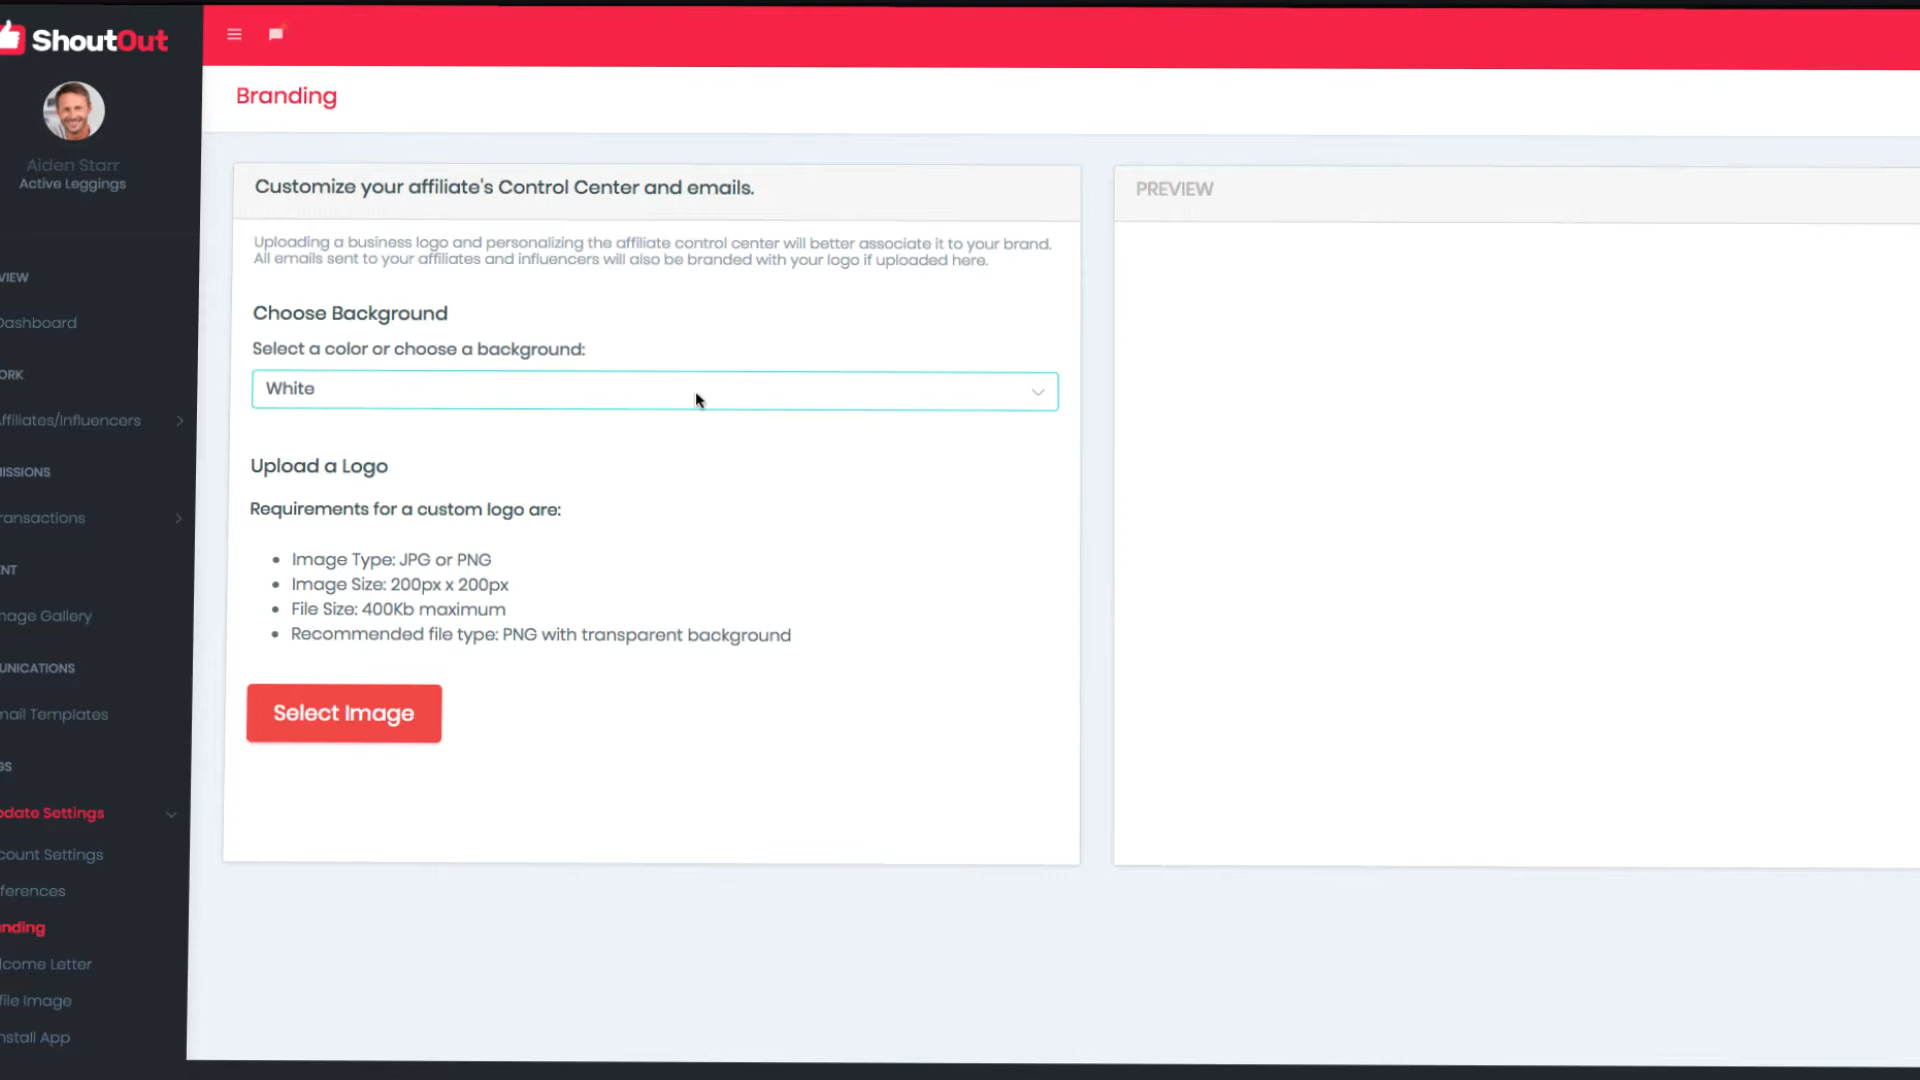 ShoutOut
Aiden Starr
Active Leggings
VIEW
Dashboard
ORK
ffiliates/Influencers
ISSIONS
ransactions
ENT
mage Gallery
UNICATIONS
mail Templates
GS
pdate Settings
count Settings
ferences
nding
lcome Letter
file Image
nstall App
Branding
Customize your affiliate's Control Center and emails.
Uploading a business logo and personalizing the affiliate control center will better associate it to your brand.
All emails sent to your affiliates and influencers will also be branded with your logo if uploaded here.
Choose Background
Select a color or choose a background:
White
Upload a Logo
Requirements for a custom logo are:
• Image Type: JPG or PNG
• Image Size: 200px x 200px
• File Size: 400Kb maximum
• Recommended file type: PNG with transparent background
Select Image
PREVIEW